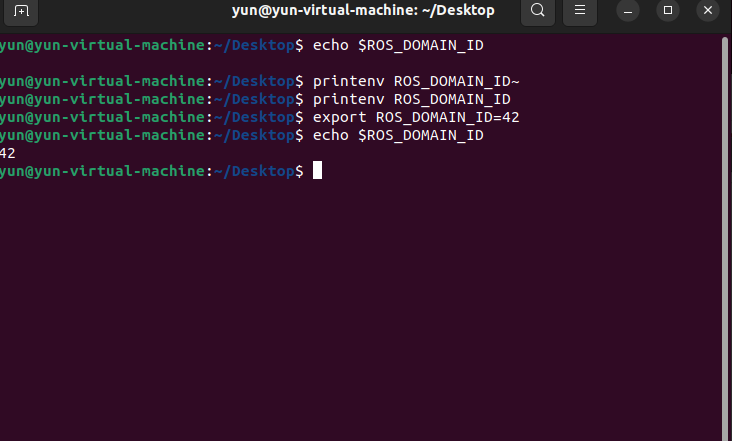 yun@yun-virtual-machine: ~/Desktop
yun@yun-virtual-machine:~/Desktop$ echo $ROS_DOMAIN_ID
yun@yun-virtual-machine:~/Desktop$ printenv ROS_DOMAIN_ID~
yun@yun-virtual-machine:~/Desktop$ printenv ROS_DOMAIN_ID
yun@yun-virtual-machine:~/Desktop$ export ROS_DOMAIN_ID=42
yun@yun-virtual-machine:~/Desktop$ echo $ROS_DOMAIN_ID
42
yun@yun-virtual-machine:~/Desktop$